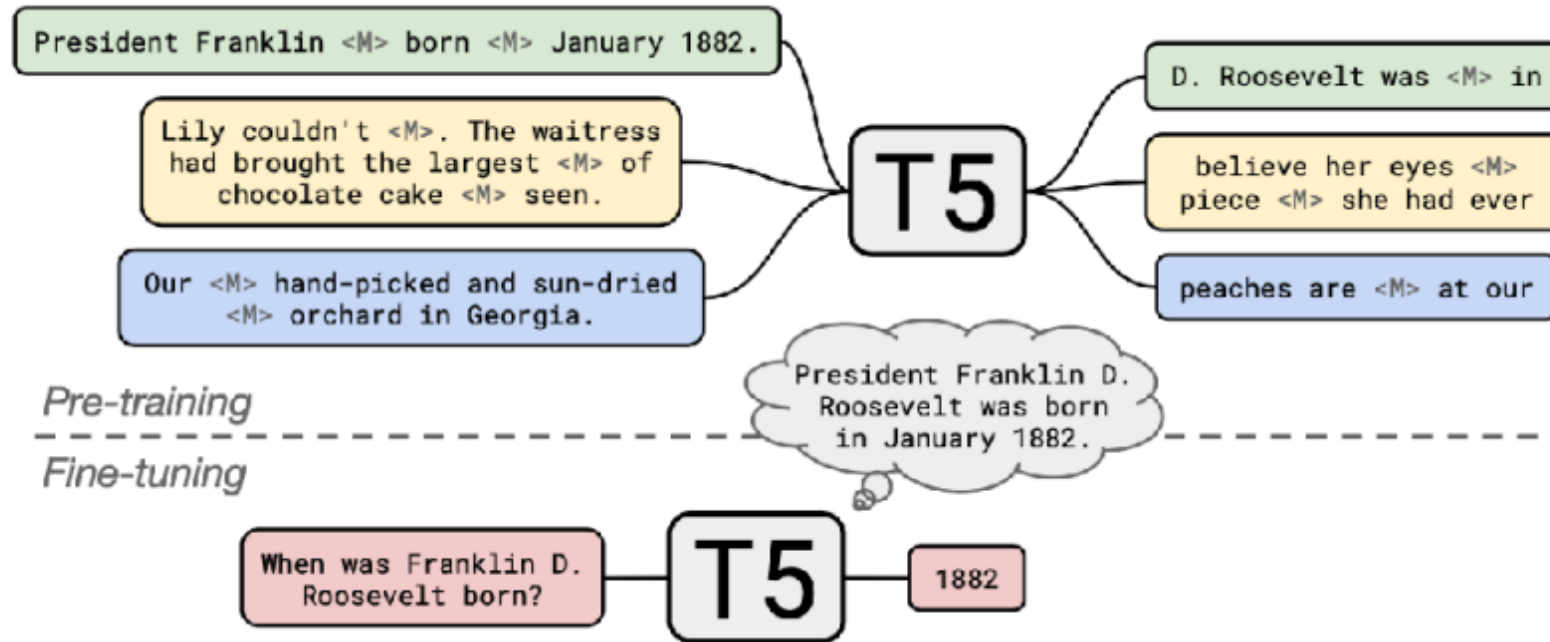 President Franklin <M> born <M> January 1882.
D. Roosevelt was <M> in
Lily couldn't <M>. The waitress
had brought the largest <M> of
chocolate cake <M> seen.
T5
believe her eyes <M>
piece <M> she had ever
Our <M> hand-picked and sun-dried
<M> orchard in Georgia.
peaches are <M> at our
President Franklin D.
Roosevelt was born
in January 1882.
Pre-training
Fine-tuning
When was Franklin D.
Roosevelt born?
T5
1882